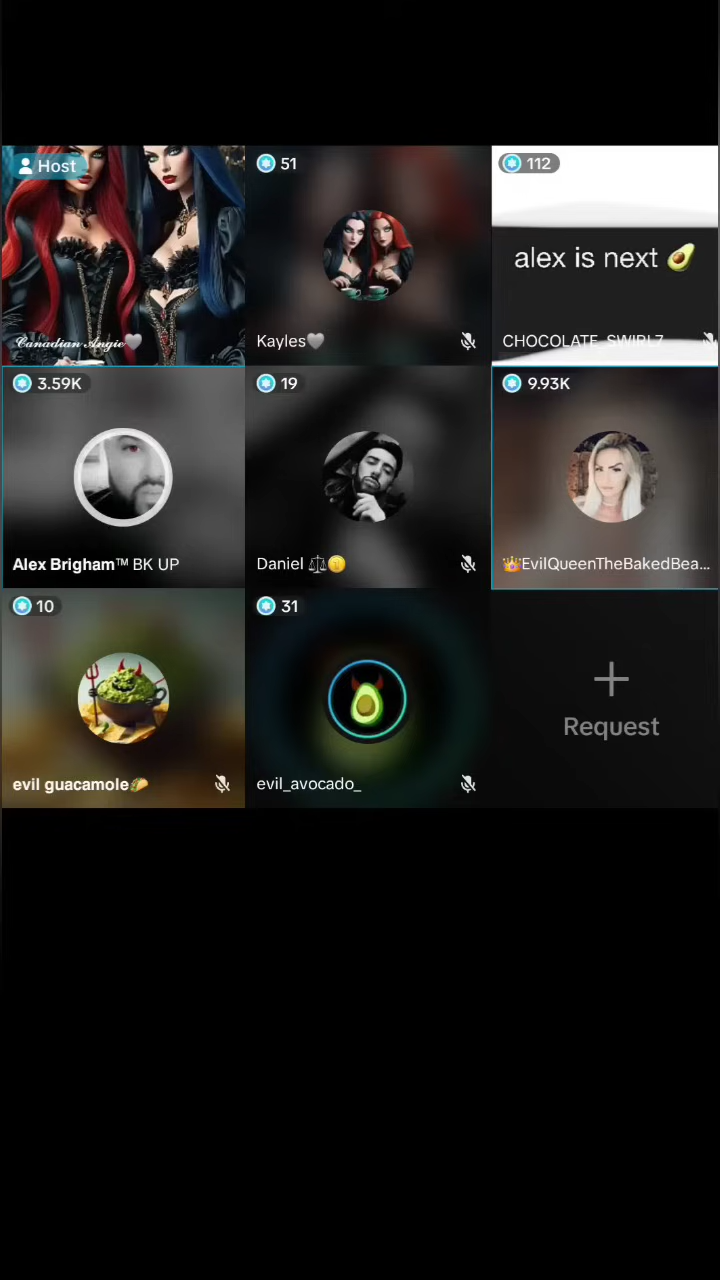 Host
51
112
alex is next 🥑
Canadian Angie🩶
Kayles🩶
CHOCOLATE_SWIRL7
3.59K
19
9.93K
Alex Brigham™ BK UP
Daniel ⚖️🪙
👑EvilQueenTheBakedBea...
10
31
evil guacamole🌮
evil_avocado_
Request